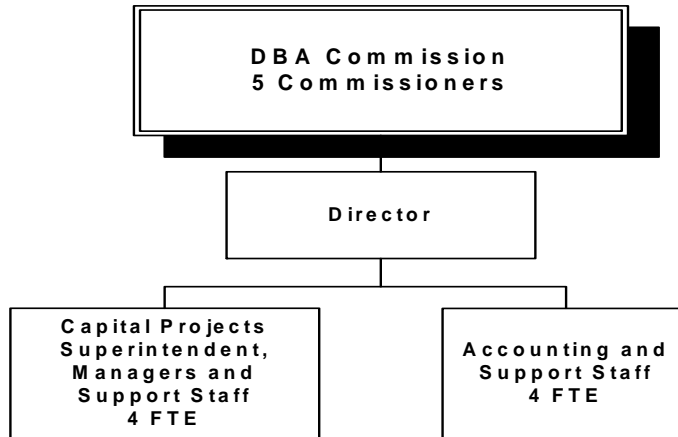 DBA Commission
5 Commissioners
Director
Capital Projects
Superintendent,
Managers and
Support Staff
4 FTE
Accounting and
Support Staff
4 FTE